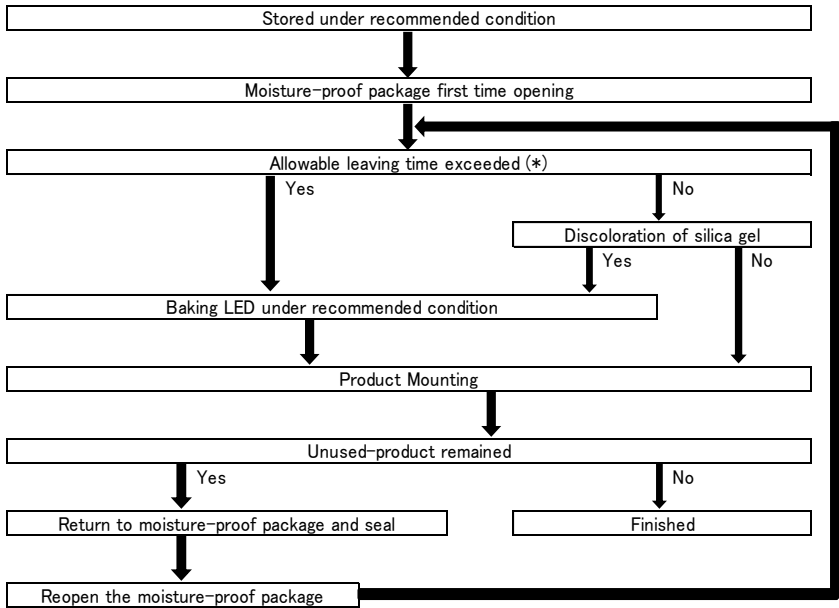 Stored under recommended condition
Moisture-proof package first time opening
Allowable leaving time exceeded (*)
Yes
No
Discoloration of silica gel
Yes
No
Baking LED under recommended condition
Product Mounting
Unused-product remained
Yes
No
Return to moisture-proof package and seal
Finished
Reopen the moisture-proof package